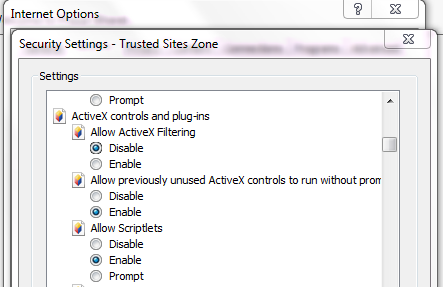 Internet Options
Security Settings - Trusted Sites Zone
Settings
Prompt
ActiveX controls and plug-ins
Allow ActiveX Filtering
Disable
Enable
Allow previously unused ActiveX controls to run without prom
Disable
Enable
Allow Scriptlets
Disable
Enable
Prompt